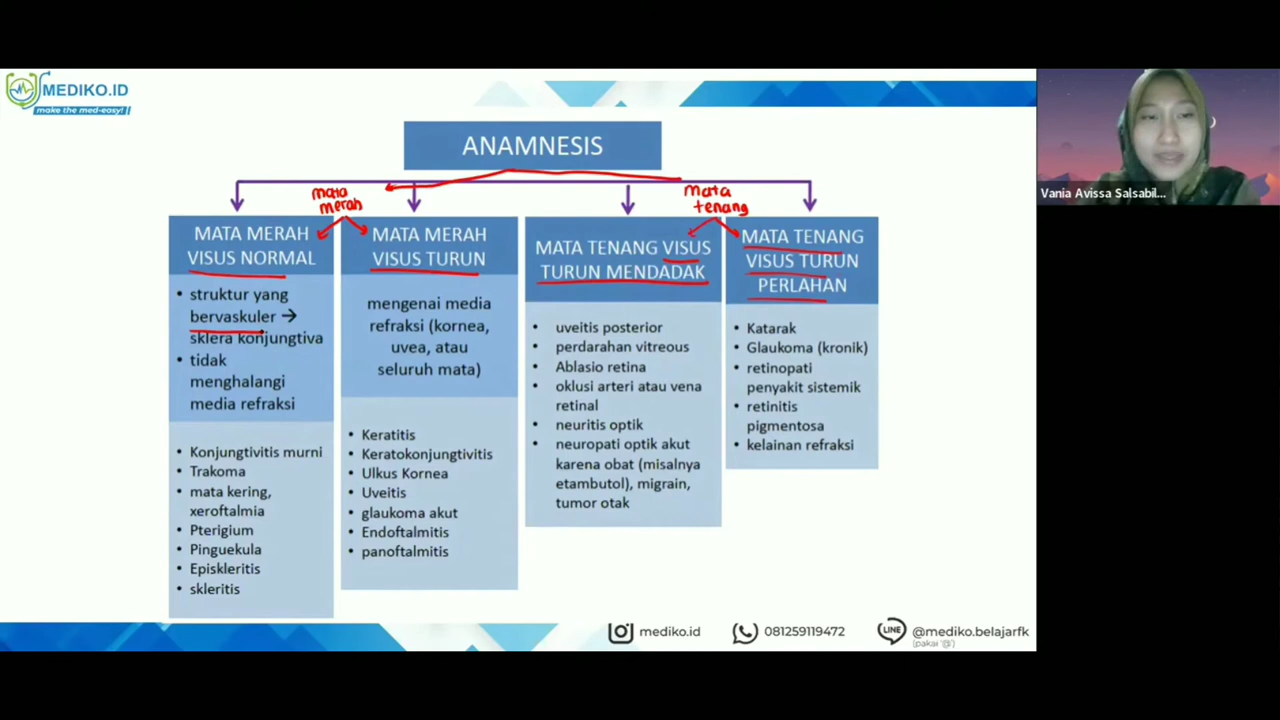 MEDIKO.ID
make the med-easy!
ANAMNESIS
mata
merah
mata
tenang
MATA MERAH
VISUS NORMAL
• struktur yang
bervaskuler →
sklera konjungtiva
• tidak
menghalangi
media refraksi
• Konjungtivitis murni
• Trakoma
• mata kering,
xeroftalmia
• Pterigium
• Pinguekula
• Episkleritis
• skleritis
MATA MERAH
VISUS TURUN
mengenai media
refraksi (kornea,
uvea, atau
seluruh mata)
• Keratitis
• Keratokonjungtivitis
• Ulkus Kornea
• Uveitis
• glaukoma akut
• Endoftalmitis
• panoftalmitis
MATA TENANG VISUS
TURUN MENDADAK
• uveitis posterior
• perdarahan vitreous
• Ablasio retina
• oklusi arteri atau vena
retinal
• neuritis optik
• neuropati optik akut
karena obat (misalnya
etambutol), migrain,
tumor otak
MATA TENANG
VISUS TURUN
PERLAHAN
• Katarak
• Glaukoma (kronik)
• retinopati
penyakit sistemik
• retinitis
pigmentosa
• kelainan refraksi
Vania Avissa Salsabil...
mediko.id
081259119472
LINE
@mediko.belajarfk
(pakai '@')